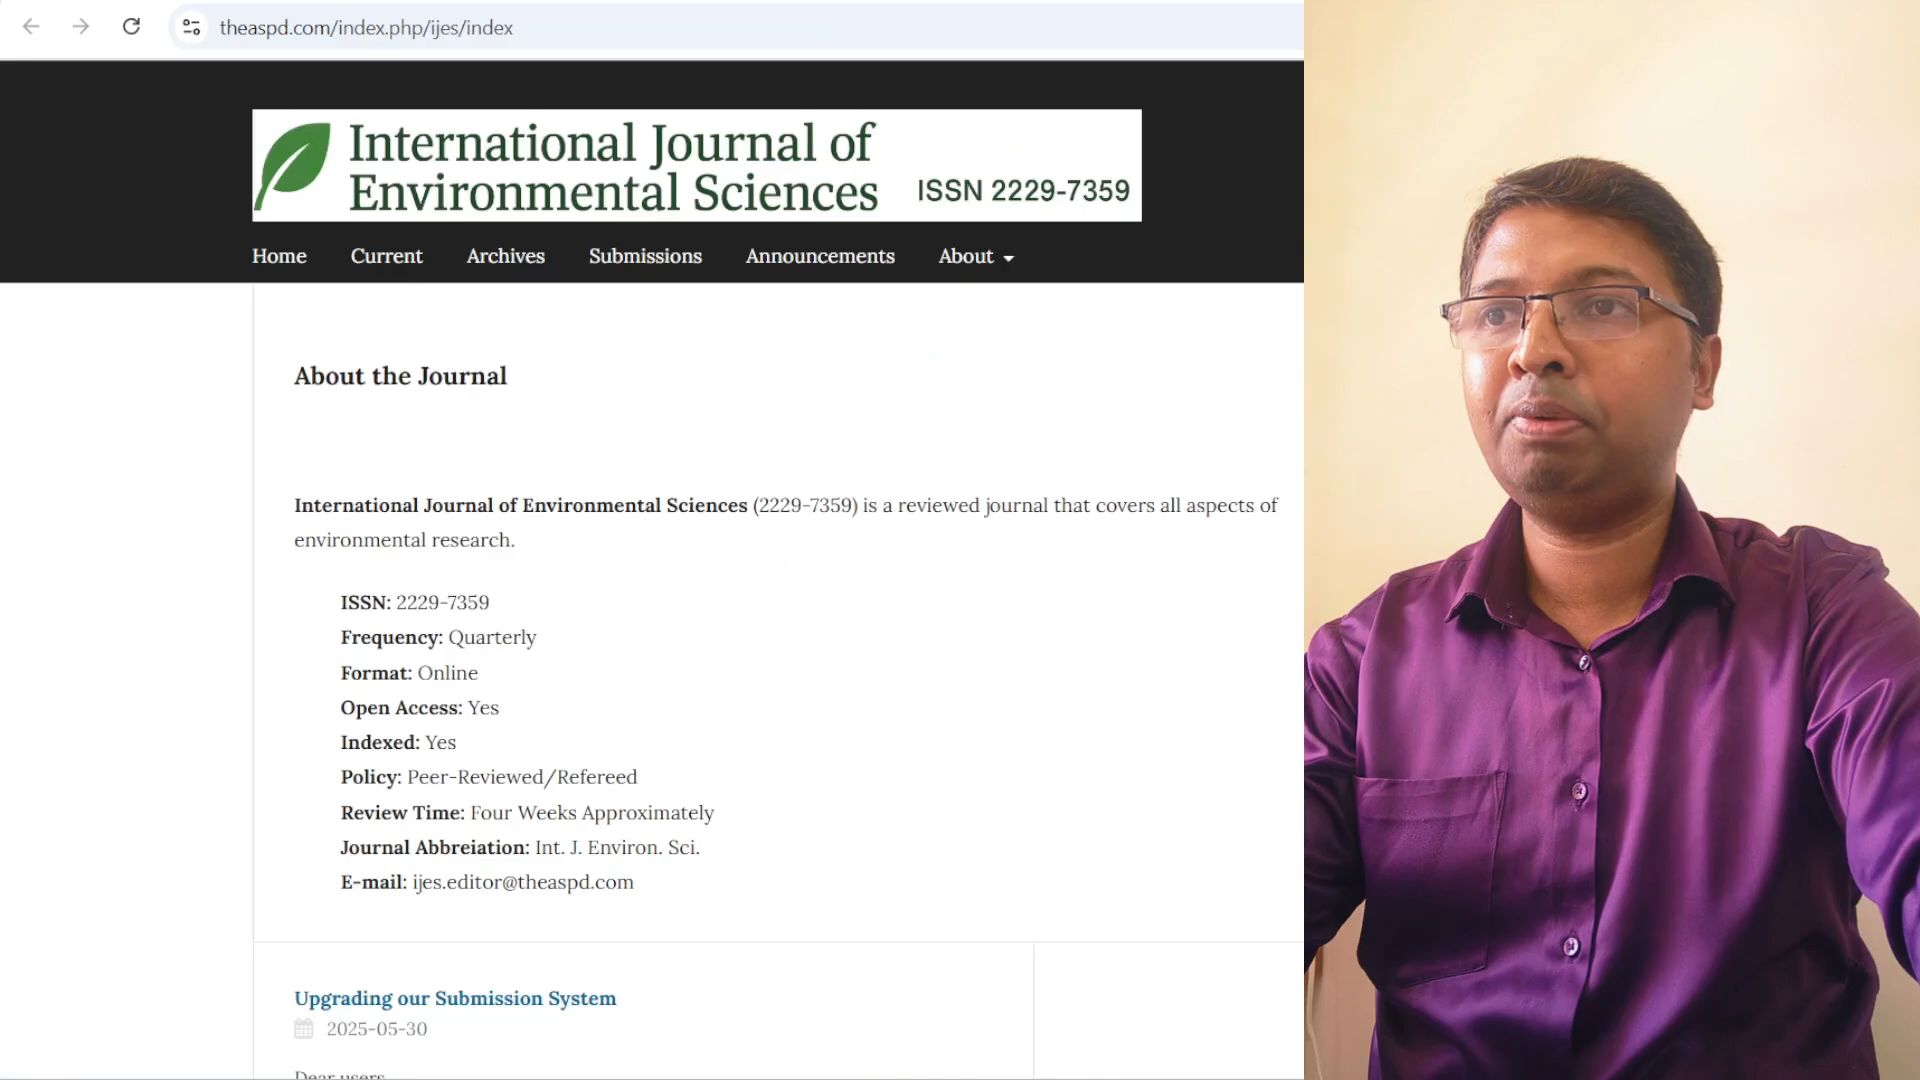 theaspd.com/index.php/ijes/index
International Journal of
Environmental Sciences
ISSN 2229-7359
Home Current Archives Submissions Announcements About
About the Journal
International Journal of Environmental Sciences (2229-7359) is a reviewed journal that covers all aspects of
environmental research.
ISSN: 2229-7359
Frequency: Quarterly
Format: Online
Open Access: Yes
Indexed: Yes
Policy: Peer-Reviewed/Refereed
Review Time: Four Weeks Approximately
Journal Abbreiation: Int. J. Environ. Sci.
E-mail: ijes.editor@theaspd.com
Upgrading our Submission System
2025-05-30
Dear users